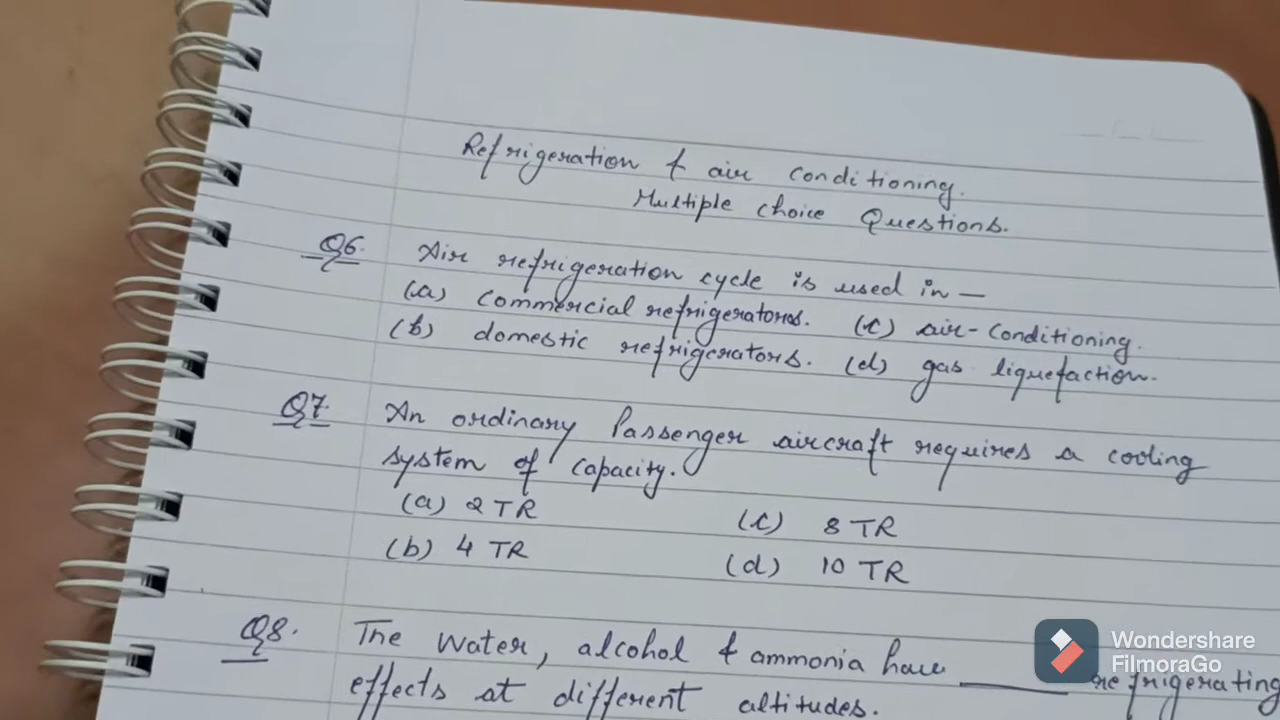 Refrigeration & air conditioning.
Multiple choice Questions.
Q6. Air refrigeration cycle is used in —
(a) commercial refrigerators. (c) air-conditioning.
(b) domestic refrigerators. (d) gas liquefaction.
Q7. An ordinary Passenger aircraft requires a cooling
system of capacity.
(a) 2 TR (c) 8 TR
(b) 4 TR (d) 10 TR
Q8. The water, alcohol & ammonia have ______ refrigerating
effects at different altitudes.
Wondershare
FilmoraGo